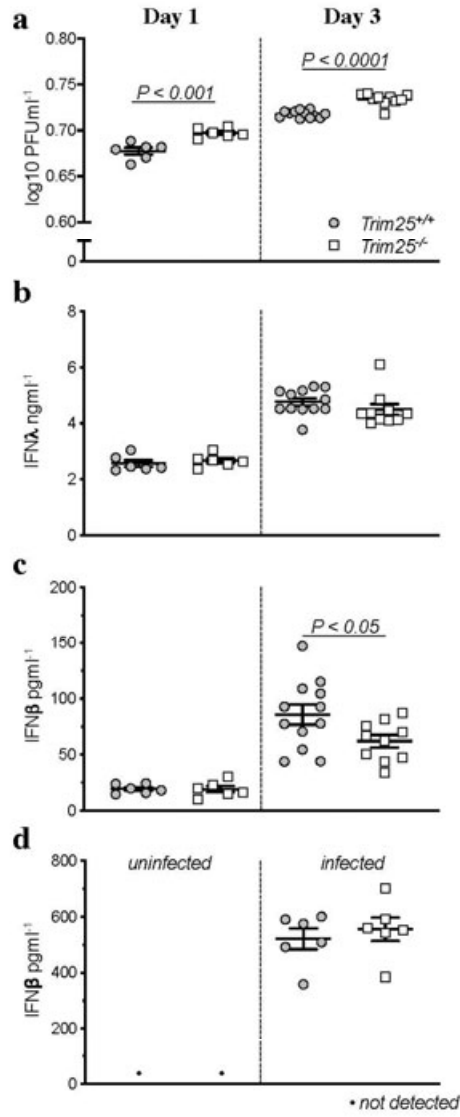 a Day 1 Day 3
0.80
0.75
0.70
0.65
0.60
0
log10 PFUml⁻¹
P < 0.001
P < 0.0001
Trim25⁺/⁺
Trim25⁻/⁻
b
8
6
4
2
0
IFNλ ngml⁻¹
c
200
150
100
50
0
IFNβ pgml⁻¹
P < 0.05
d
800
600
400
200
0
IFNβ pgml⁻¹
uninfected infected
• not detected